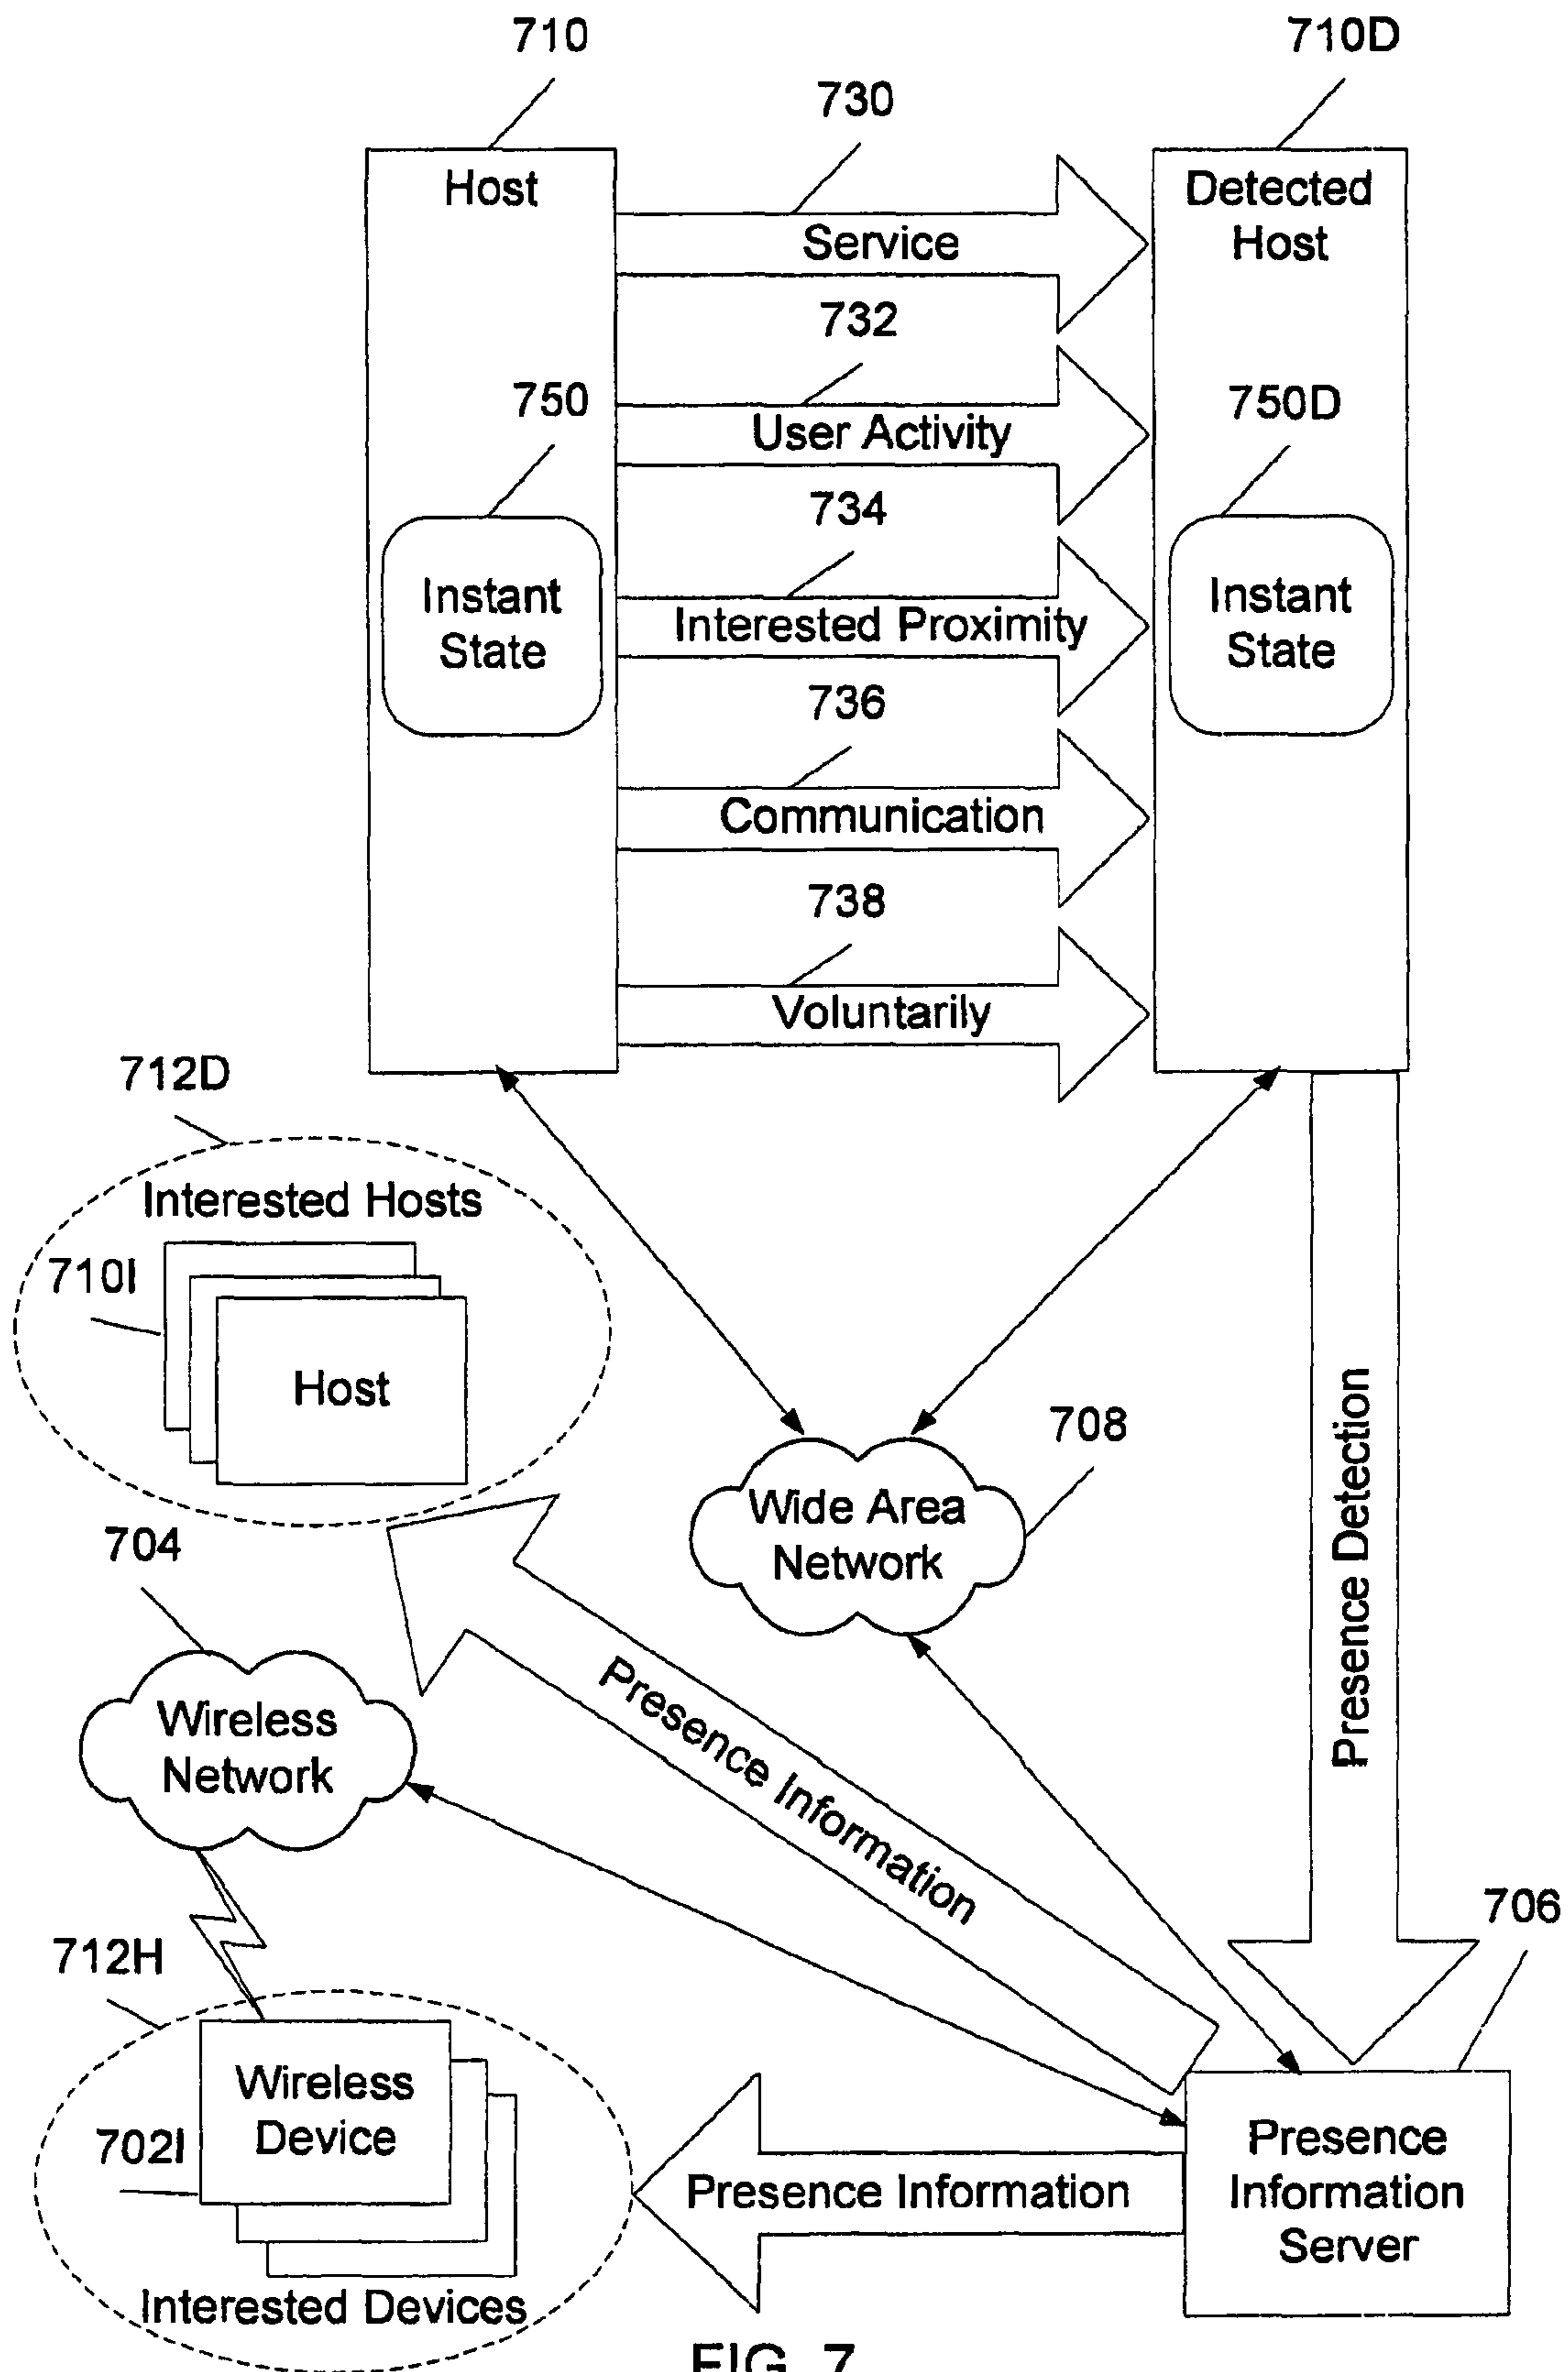 710
710D
730
Host
Detected
Host
Service
732
750
750D
User Activity
734
Instant
State
Instant
State
Interested Proximity
736
Communication
738
Voluntarily
712D
Interested Hosts
710I
Host
708
Wide Area
Network
Presence Detection
704
Wireless
Network
Presence Information
706
712H
Wireless
Device
702I
Presence Information
Presence
Information
Server
Interested Devices
FIG. 7